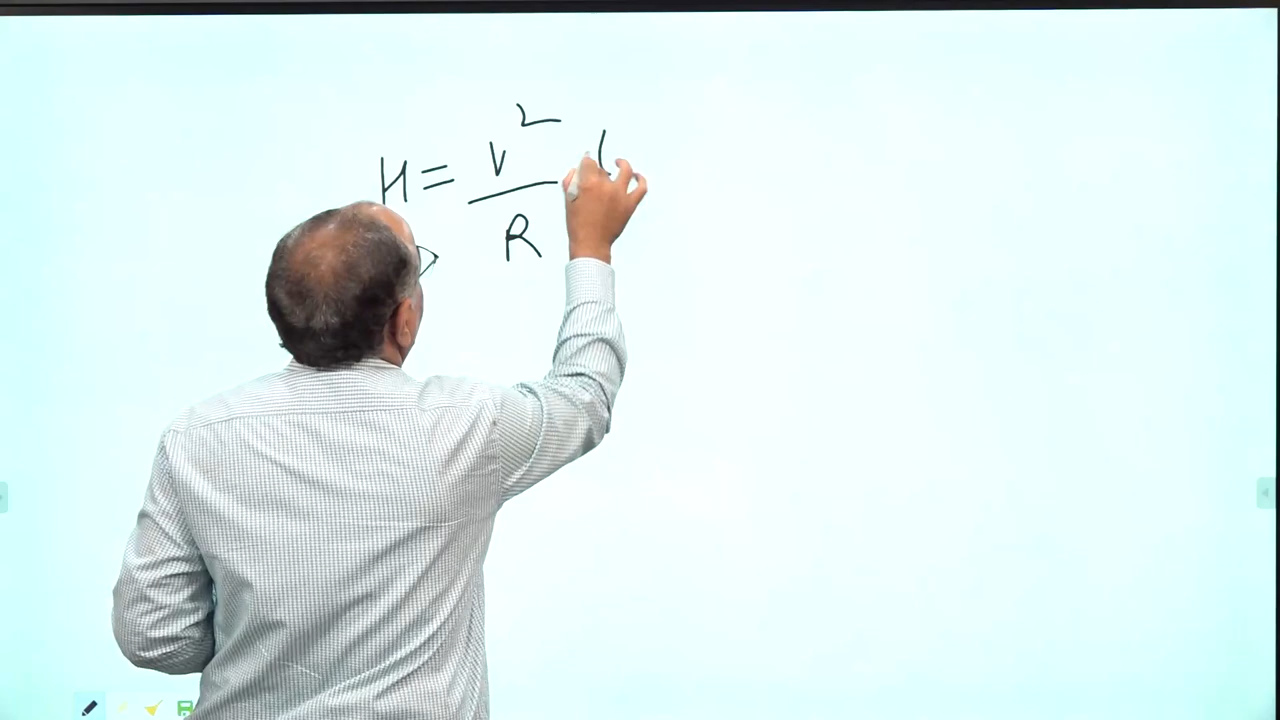 H = V²/R